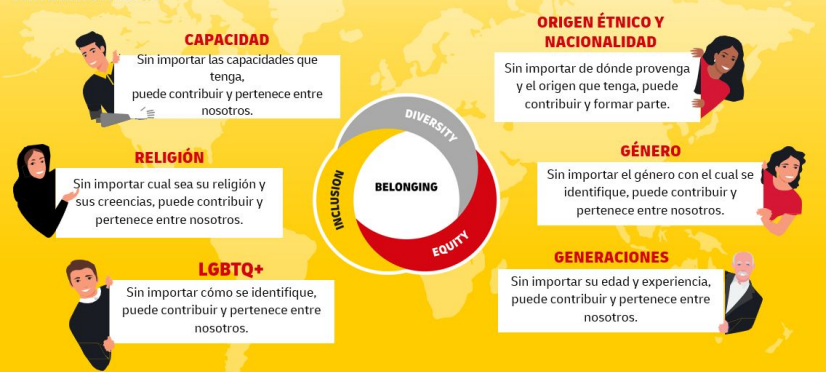 CAPACIDAD
Sin importar las capacidades que
tenga,
puede contribuir y pertenece entre
nosotros.
RELIGIÓN
Sin importar cual sea su religión y
sus creencias, puede contribuir y
pertenece entre nosotros.
LGBTQ+
Sin importar cómo se identifique,
puede contribuir y pertenece entre
nosotros.
DIVERSITY
INCLUSION
BELONGING
EQUITY
ORIGEN ÉTNICO Y
NACIONALIDAD
Sin importar de dónde provenga
y el origen que tenga, puede
contribuir y formar parte.
GÉNERO
Sin importar el género con el cual se
identifique, puede contribuir y
pertenece entre nosotros.
GENERACIONES
Sin importar su edad y experiencia,
puede contribuir y pertenece entre
nosotros.